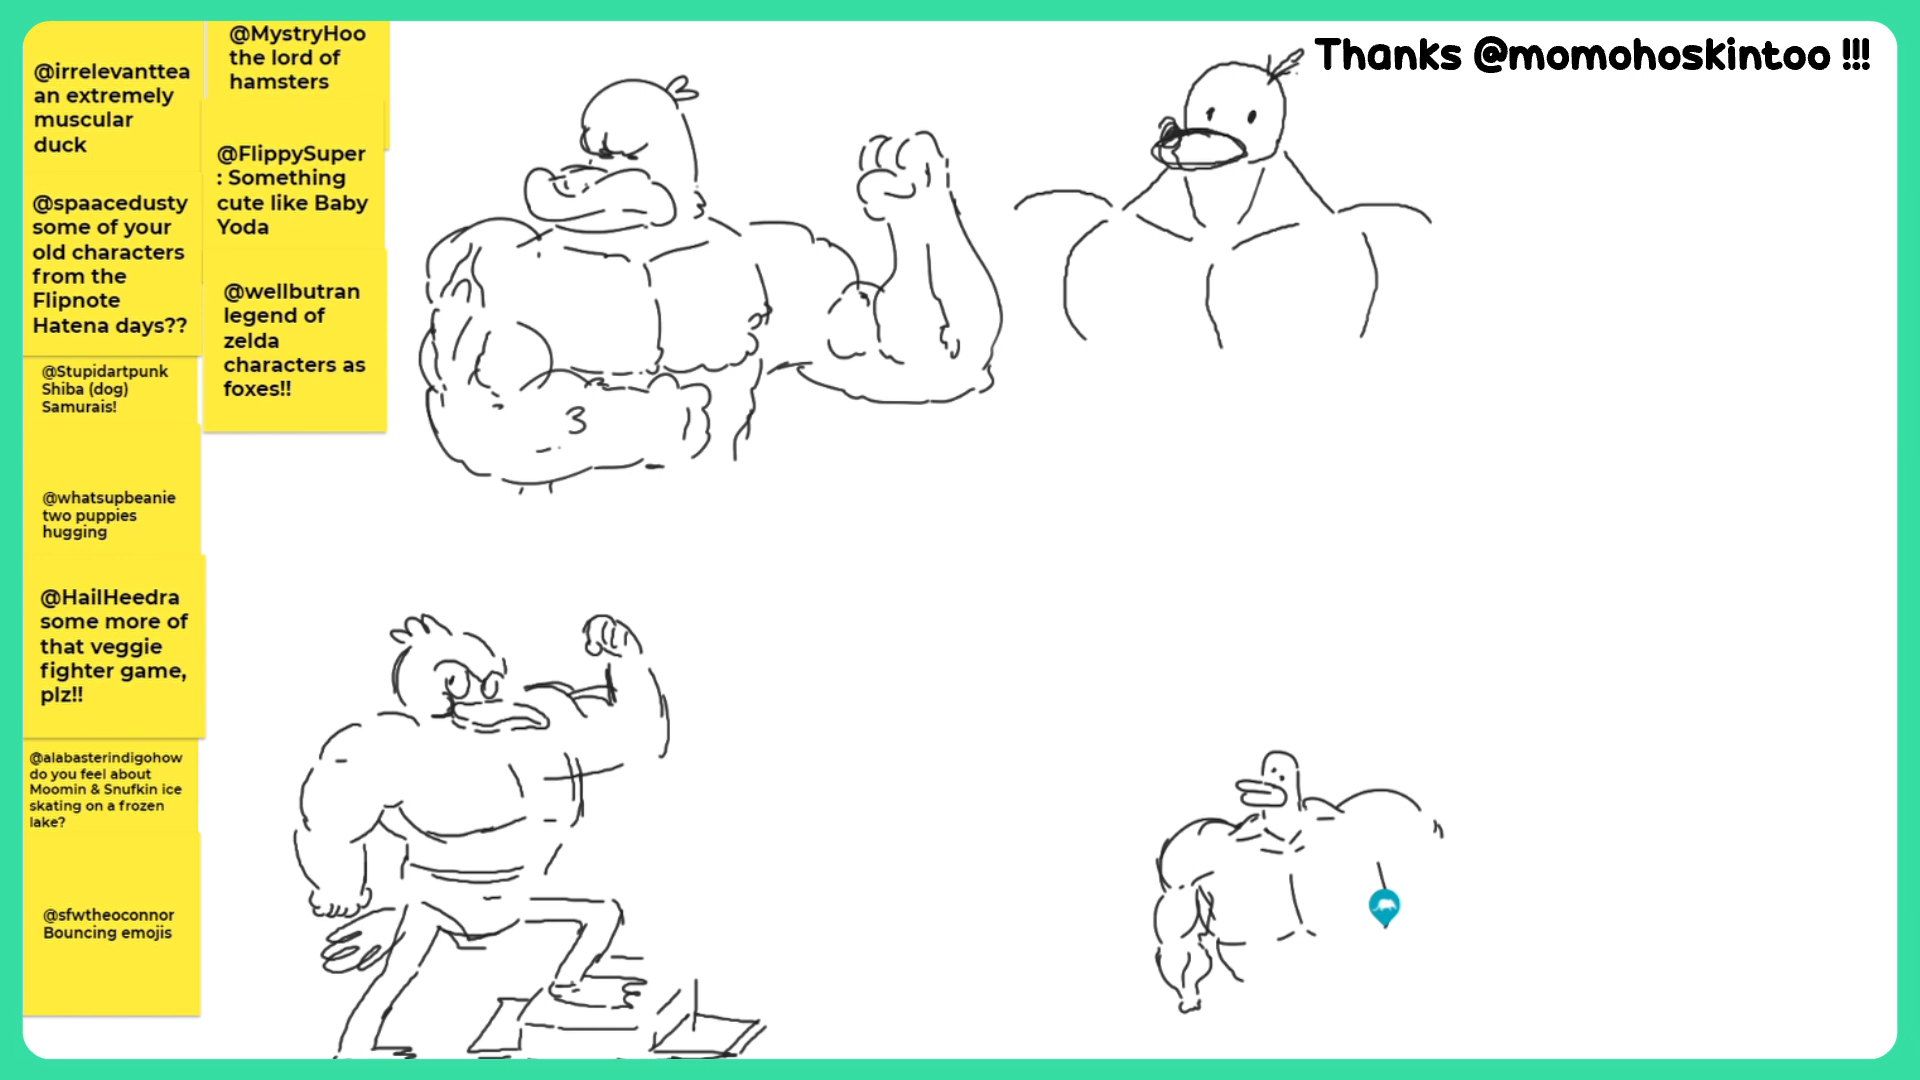 @irrelevanttea
an extremely
muscular
duck
@spaacedusty
some of your
old characters
from the
Flipnote
Hatena days??
@Stupidartpunk
Shiba (dog)
Samurais!
@whatsupbeanie
two puppies
hugging
@HailHeedra
some more of
that veggie
fighter game,
plz!!
@alabasterindigohow
do you feel about
Moomin & Snufkin ice
skating on a frozen
lake?
@sfwtheoconnor
Bouncing emojis
@MystryHoo
the lord of
hamsters
@FlippySuper
: Something
cute like Baby
Yoda
@wellbutran
legend of
zelda
characters as
foxes!!
Thanks @momohoskintoo !!!